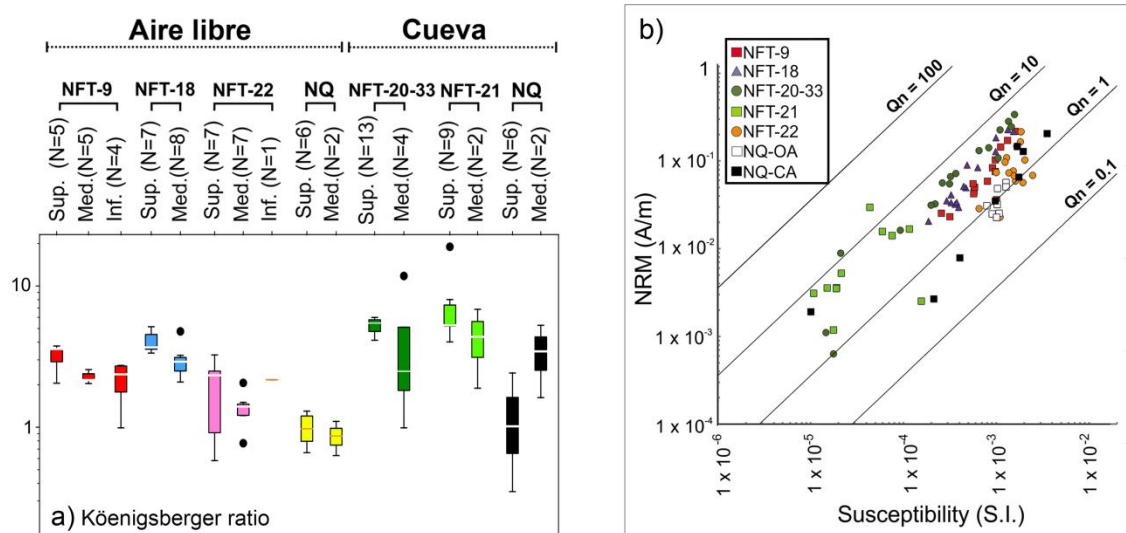 Aire libre
Cueva
NFT-9
NFT-18
NFT-22
NQ
NFT-20-33
NFT-21
NQ
Sup. (N=5)
Med.(N=5)
Inf. (N=4)
Sup. (N=7)
Med.(N=8)
Sup. (N=7)
Med.(N=7)
Inf. (N=1)
Sup. (N=6)
Med.(N=2)
Sup. (N=13)
Med.(N=4)
Sup. (N=9)
Med.(N=2)
Sup. (N=6)
Med.(N=2)
10
1
a) Köenigsberger ratio
b)
NFT-9
NFT-18
NFT-20-33
NFT-21
NFT-22
NQ-OA
NQ-CA
Qn = 100
Qn = 10
Qn = 1
Qn = 0.1
NRM (A/m)
1
1 x 10-1
1 x 10-2
1 x 10-3
1 x 10-4
1 x 10-6
1 x 10-5
1 x 10-4
1 x 10-3
1 x 10-2
Susceptibility (S.I.)